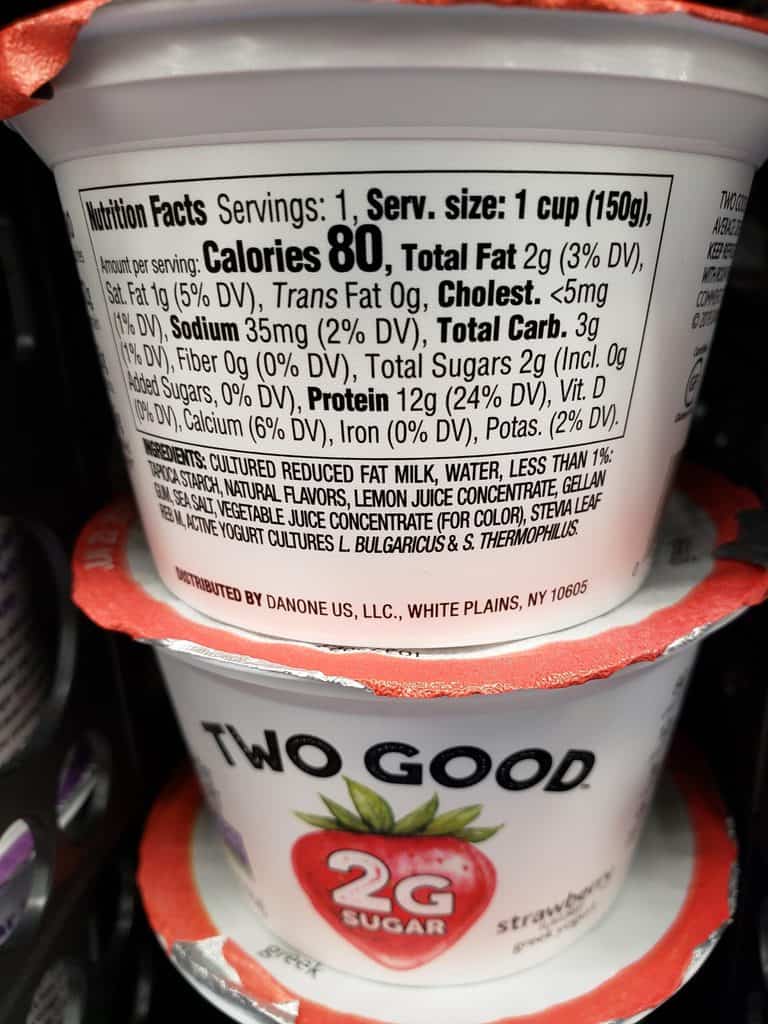 Nutrition Facts Servings: 1, Serv. size: 1 cup (150g),
Amount per serving: Calories 80, Total Fat 2g (3% DV),
Sat. Fat 1g (5% DV), Trans Fat 0g, Cholest. <5mg
(1% DV), Sodium 35mg (2% DV), Total Carb. 3g
(1% DV), Fiber 0g (0% DV), Total Sugars 2g (Incl. 0g
Added Sugars, 0% DV), Protein 12g (24% DV), Vit. D
(0% DV), Calcium (6% DV), Iron (0% DV), Potas. (2% DV).
INGREDIENTS: CULTURED REDUCED FAT MILK, WATER, LESS THAN 1%:
TAPIOCA STARCH, NATURAL FLAVORS, LEMON JUICE CONCENTRATE, GELLAN
GUM, SEA SALT, VEGETABLE JUICE CONCENTRATE (FOR COLOR), STEVIA LEAF
REB M, ACTIVE YOGURT CULTURES L. BULGARICUS & S. THERMOPHILUS.
DISTRIBUTED BY DANONE US, LLC., WHITE PLAINS, NY 10605
TWO GOOD
2G
SUGAR
strawberry
greek yogurt
greek